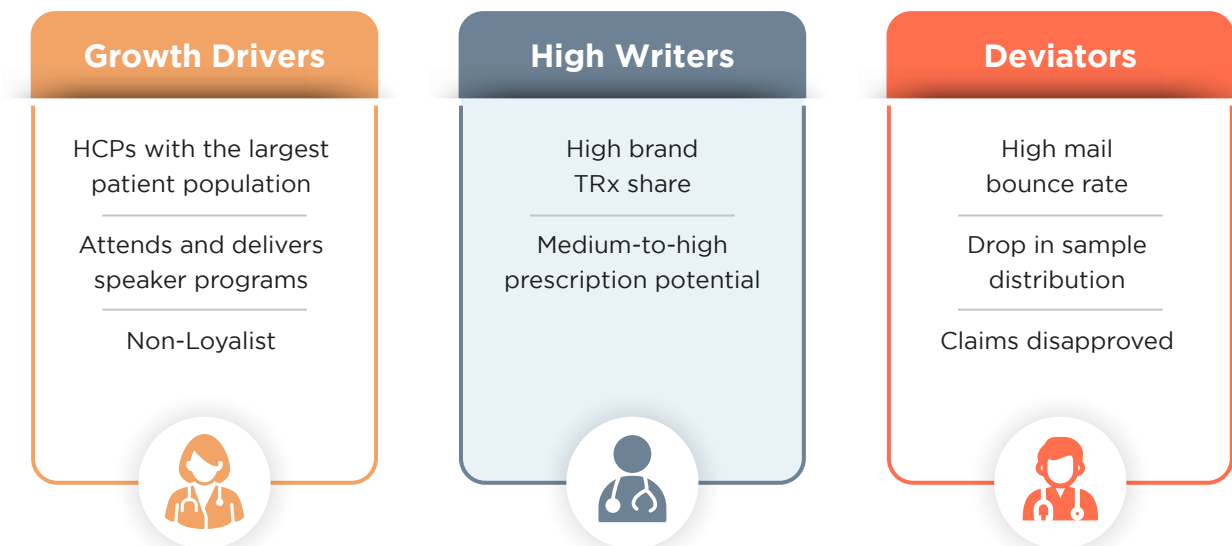 Growth Drivers
HCPs with the largest
patient population
Attends and delivers
speaker programs
Non-Loyalist
High Writers
High brand
TRx share
Medium-to-high
prescription potential
Deviators
High mail
bounce rate
Drop in sample
distribution
Claims disapproved